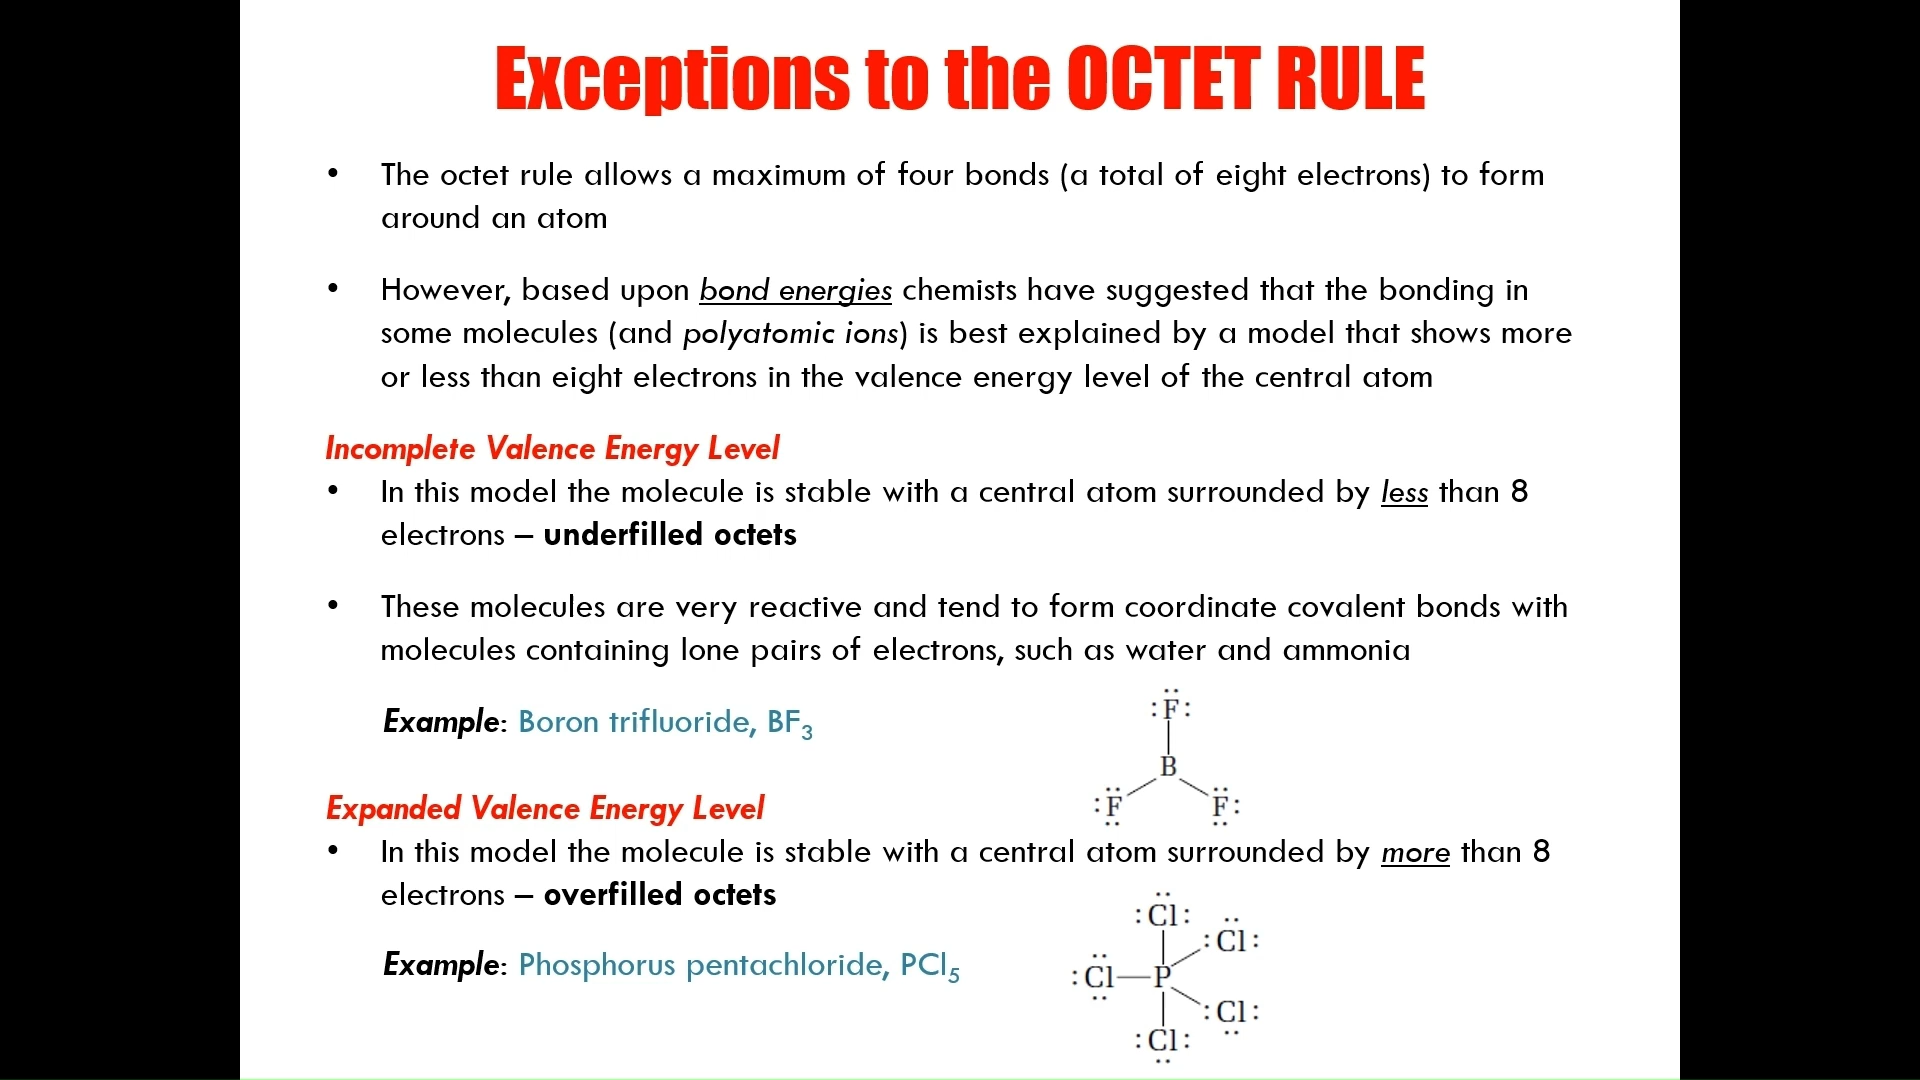 Exceptions to the OCTET RULE
• The octet rule allows a maximum of four bonds (a total of eight electrons) to form
around an atom
• However, based upon bond energies chemists have suggested that the bonding in
some molecules (and polyatomic ions) is best explained by a model that shows more
or less than eight electrons in the valence energy level of the central atom
Incomplete Valence Energy Level
• In this model the molecule is stable with a central atom surrounded by less than 8
electrons – underfilled octets
• These molecules are very reactive and tend to form coordinate covalent bonds with
molecules containing lone pairs of electrons, such as water and ammonia
Example: Boron trifluoride, BF₃
:F:
B
:F F:
Expanded Valence Energy Level
• In this model the molecule is stable with a central atom surrounded by more than 8
electrons – overfilled octets
Example: Phosphorus pentachloride, PCl₅
:Cl:
:Cl:
:Cl—P
:Cl:
:Cl: